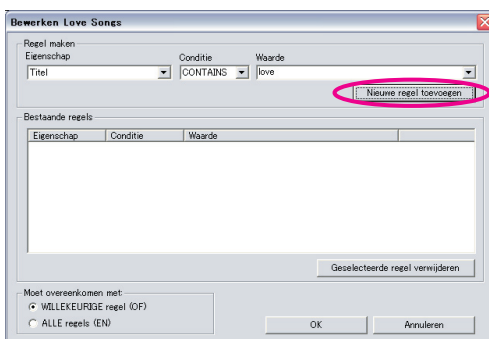 Bewerken Love Songs
Regel maken
Eigenschap Conditie Waarde
Titel CONTAINS love
Nieuwe regel toevoegen
Bestaande regels
Eigenschap Conditie Waarde
Geselecteerde regel verwijderen
Moet overeenkomen met:
WILLEKEURIGE regel (OF)
ALLE regels (EN)
OK Annuleren